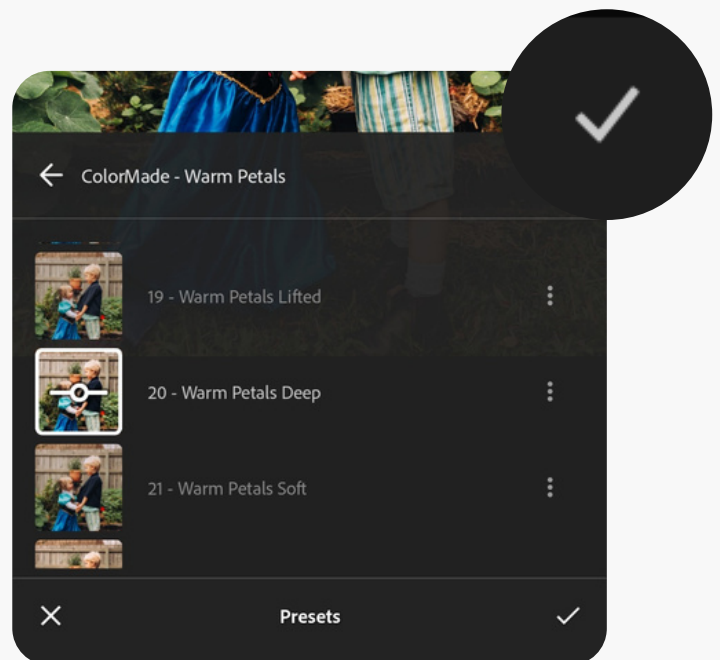 ColorMade - Warm Petals
19 - Warm Petals Lifted
20 - Warm Petals Deep
21 - Warm Petals Soft
Presets